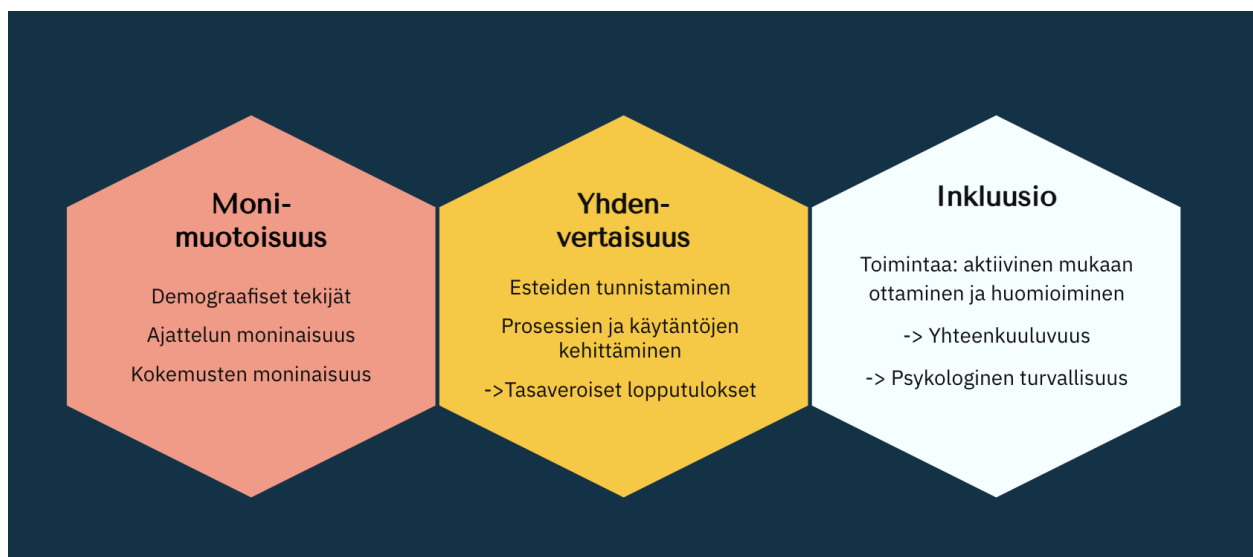 Moni-
muotoisuus
Demograafiset tekijät
Ajattelun moninaisuus
Kokemusten moninaisuus
Yhden-
vertaisuus
Esteiden tunnistaminen
Prosessien ja käytäntöjen
kehittäminen
->Tasaveroiset lopputulokset
Inkluusio
Toimintaa: aktiivinen mukaan
ottaminen ja huomioiminen
-> Yhteenkuuluvuus
-> Psykologinen turvallisuus